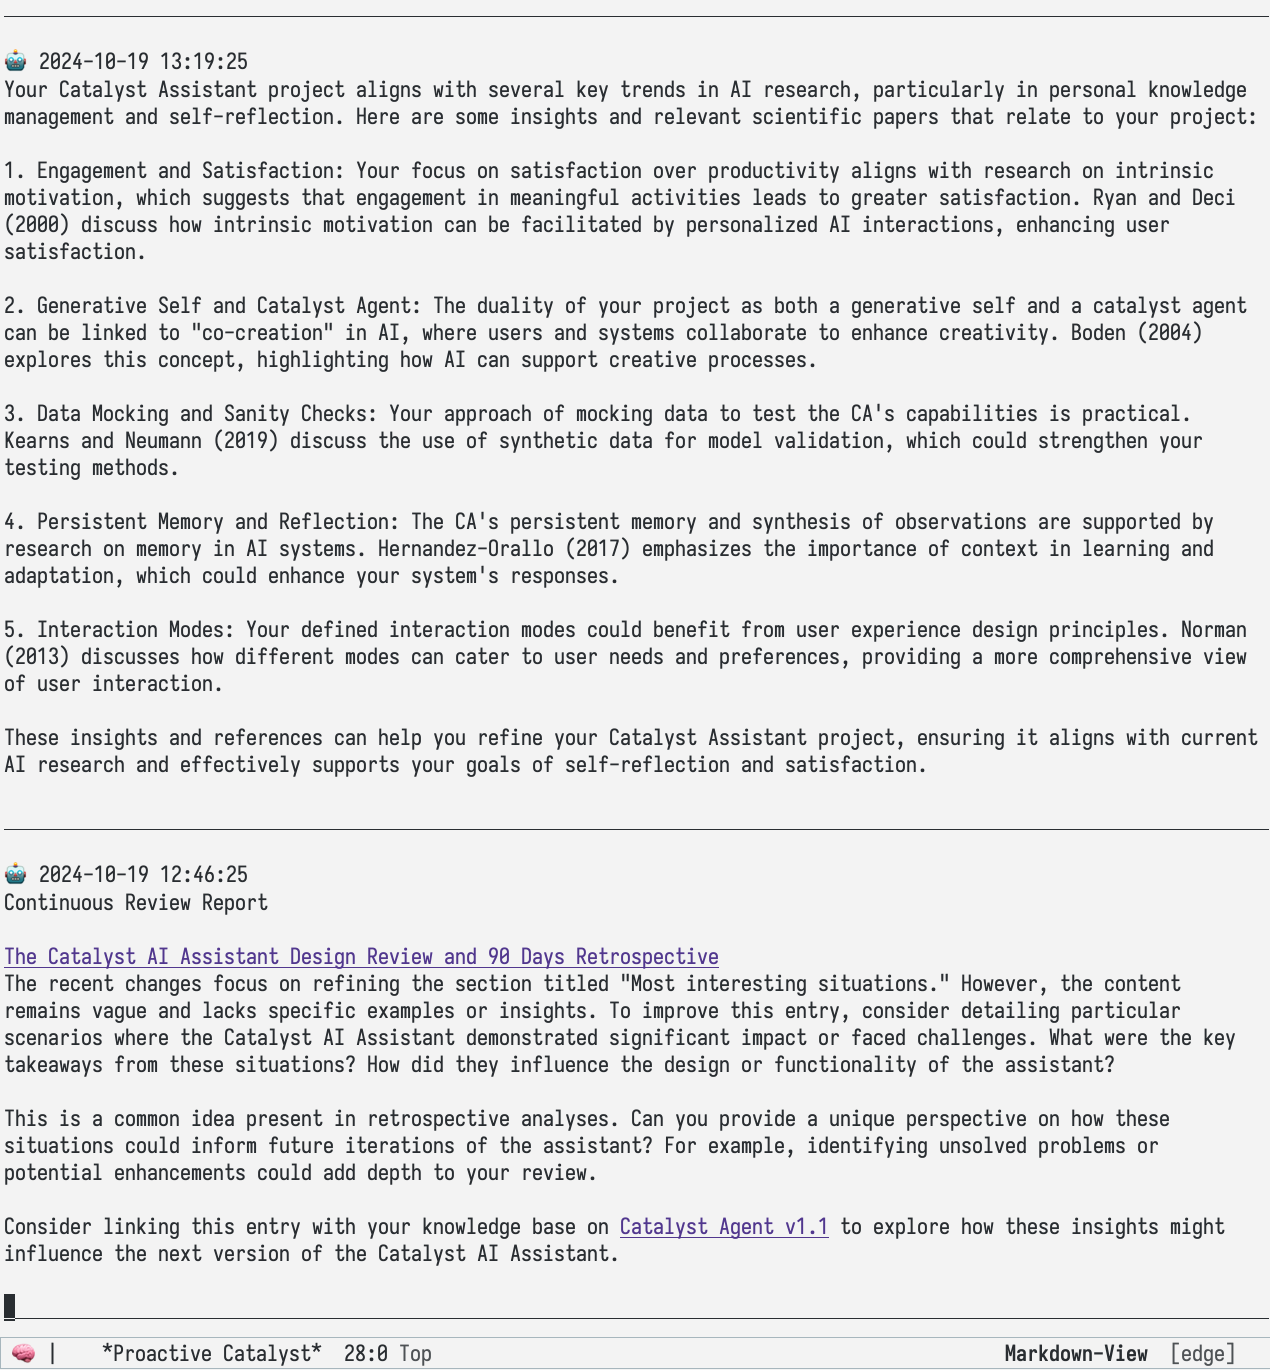 🤖 2024-10-19 13:19:25
Your Catalyst Assistant project aligns with several key trends in AI research, particularly in personal knowledge
management and self-reflection. Here are some insights and relevant scientific papers that relate to your project:
1. Engagement and Satisfaction: Your focus on satisfaction over productivity aligns with research on intrinsic
motivation, which suggests that engagement in meaningful activities leads to greater satisfaction. Ryan and Deci
(2000) discuss how intrinsic motivation can be facilitated by personalized AI interactions, enhancing user
satisfaction.
2. Generative Self and Catalyst Agent: The duality of your project as both a generative self and a catalyst agent
can be linked to "co-creation" in AI, where users and systems collaborate to enhance creativity. Boden (2004)
explores this concept, highlighting how AI can support creative processes.
3. Data Mocking and Sanity Checks: Your approach of mocking data to test the CA's capabilities is practical.
Kearns and Neumann (2019) discuss the use of synthetic data for model validation, which could strengthen your
testing methods.
4. Persistent Memory and Reflection: The CA's persistent memory and synthesis of observations are supported by
research on memory in AI systems. Hernandez-Orallo (2017) emphasizes the importance of context in learning and
adaptation, which could enhance your system's responses.
5. Interaction Modes: Your defined interaction modes could benefit from user experience design principles. Norman
(2013) discusses how different modes can cater to user needs and preferences, providing a more comprehensive view
of user interaction.
These insights and references can help you refine your Catalyst Assistant project, ensuring it aligns with current
AI research and effectively supports your goals of self-reflection and satisfaction.
🤖 2024-10-19 12:46:25
Continuous Review Report
The Catalyst AI Assistant Design Review and 90 Days Retrospective
The recent changes focus on refining the section titled "Most interesting situations." However, the content
remains vague and lacks specific examples or insights. To improve this entry, consider detailing particular
scenarios where the Catalyst AI Assistant demonstrated significant impact or faced challenges. What were the key
takeaways from these situations? How did they influence the design or functionality of the assistant?
This is a common idea present in retrospective analyses. Can you provide a unique perspective on how these
situations could inform future iterations of the assistant? For example, identifying unsolved problems or
potential enhancements could add depth to your review.
Consider linking this entry with your knowledge base on Catalyst Agent v1.1 to explore how these insights might
influence the next version of the Catalyst AI Assistant.
🧠 | *Proactive Catalyst* 28:0 Top Markdown-View [edge]